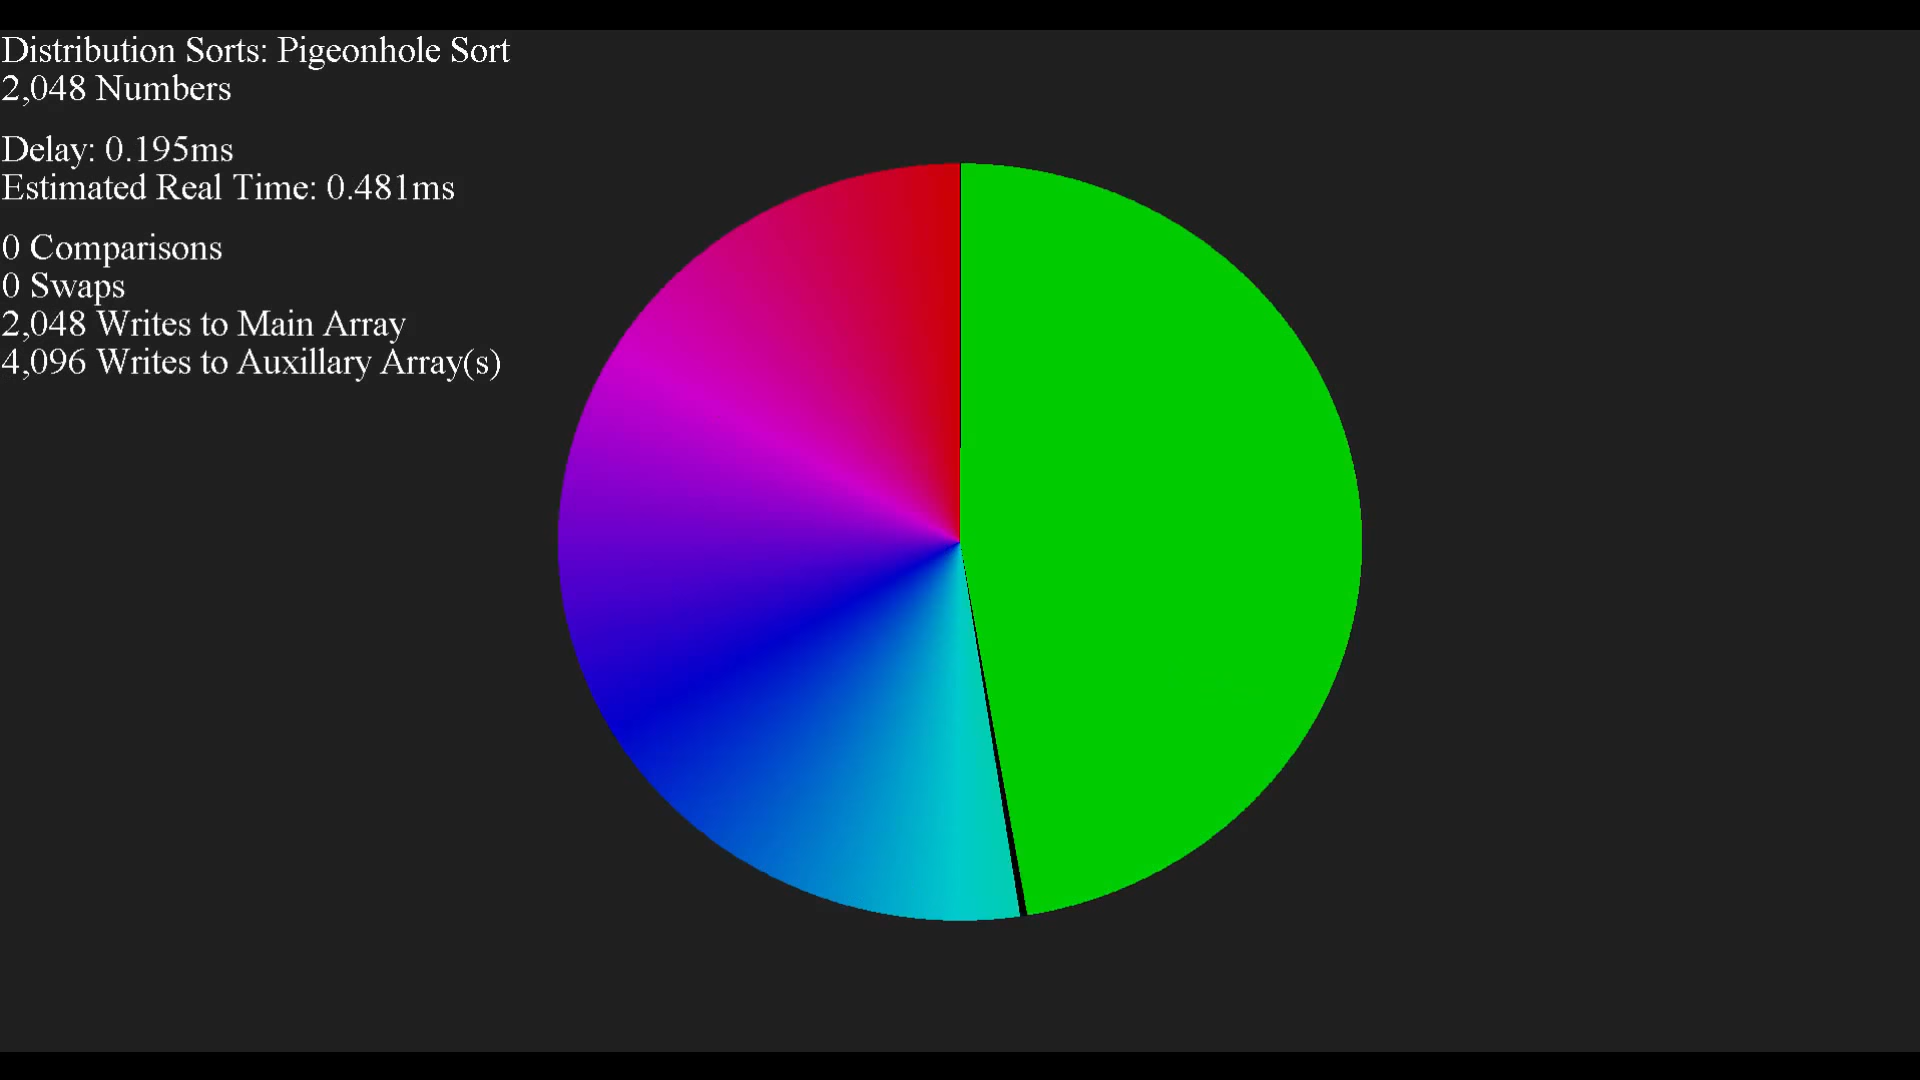 Distribution Sorts: Pigeonhole Sort
2,048 Numbers
Delay: 0.195ms
Estimated Real Time: 0.481ms
0 Comparisons
0 Swaps
2,048 Writes to Main Array
4,096 Writes to Auxillary Array(s)